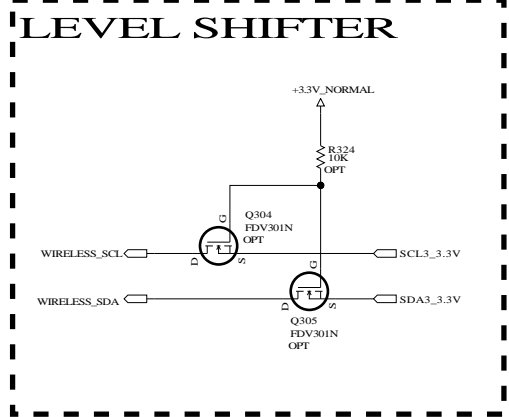 LEVEL SHIFTER
+3.3V_NORMAL
R324
10K
OPT
G
Q304
FDV301N
OPT
WIRELESS_SCL
D
S
SCL3_3.3V
G
WIRELESS_SDA
D
S
SDA3_3.3V
Q305
FDV301N
OPT